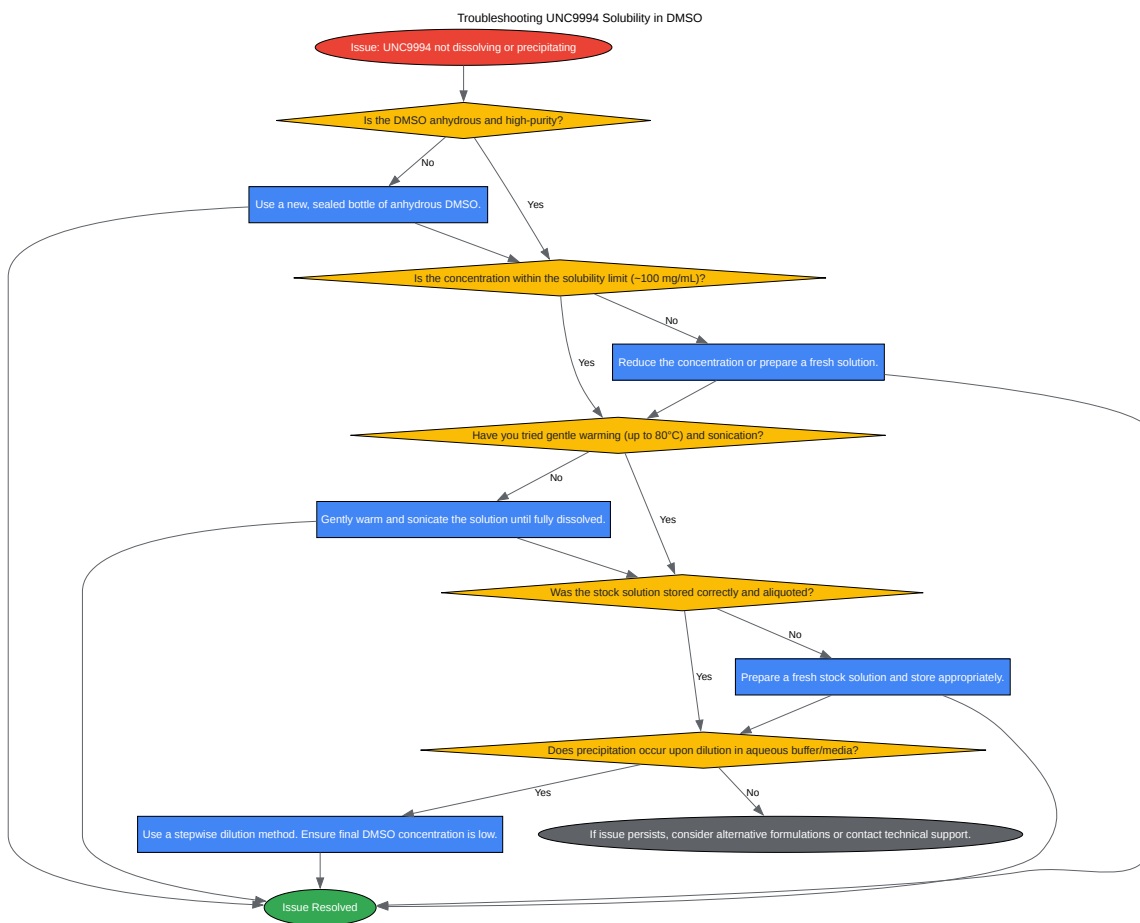 Troubleshooting UNC9994 Solubility in DMSO
Issue: UNC9994 not dissolving or precipitating
Is the DMSO anhydrous and high-purity?
No
Yes
Use a new, sealed bottle of anhydrous DMSO.
Is the concentration within the solubility limit (~100 mg/mL)?
No
Yes
Reduce the concentration or prepare a fresh solution.
Have you tried gentle warming (up to 80°C) and sonication?
No
Yes
Gently warm and sonicate the solution until fully dissolved.
Was the stock solution stored correctly and aliquoted?
No
Yes
Prepare a fresh stock solution and store appropriately.
Does precipitation occur upon dilution in aqueous buffer/media?
Yes
No
Use a stepwise dilution method. Ensure final DMSO concentration is low.
If issue persists, consider alternative formulations or contact technical support.
Issue Resolved